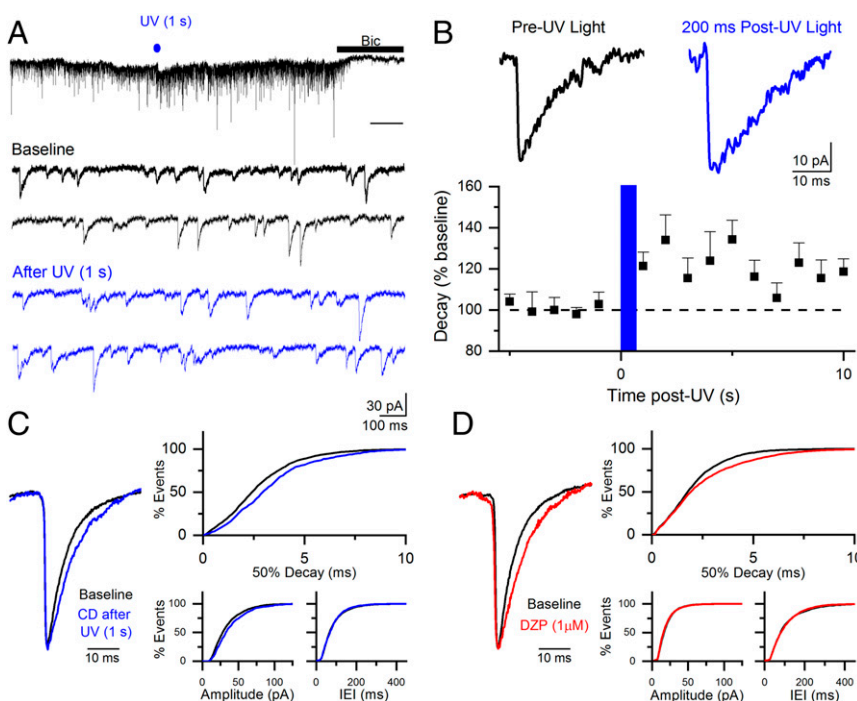 A
UV (1 s)
Bic
Baseline
After UV (1 s)
30 pA
100 ms
B
Pre-UV Light
200 ms Post-UV Light
10 pA
10 ms
Decay (% baseline)
160
140
120
100
80
0
10
Time post-UV (s)
C
Baseline
CD after
UV (1 s)
10 ms
% Events
100
50
0
0
5
10
50% Decay (ms)
% Events
100
50
0
0
50
100
Amplitude (pA)
0
200
400
IEI (ms)
D
Baseline
DZP (1μM)
10 ms
% Events
100
50
0
0
5
10
50% Decay (ms)
% Events
100
50
0
0
50
100
Amplitude (pA)
0
200
400
IEI (ms)